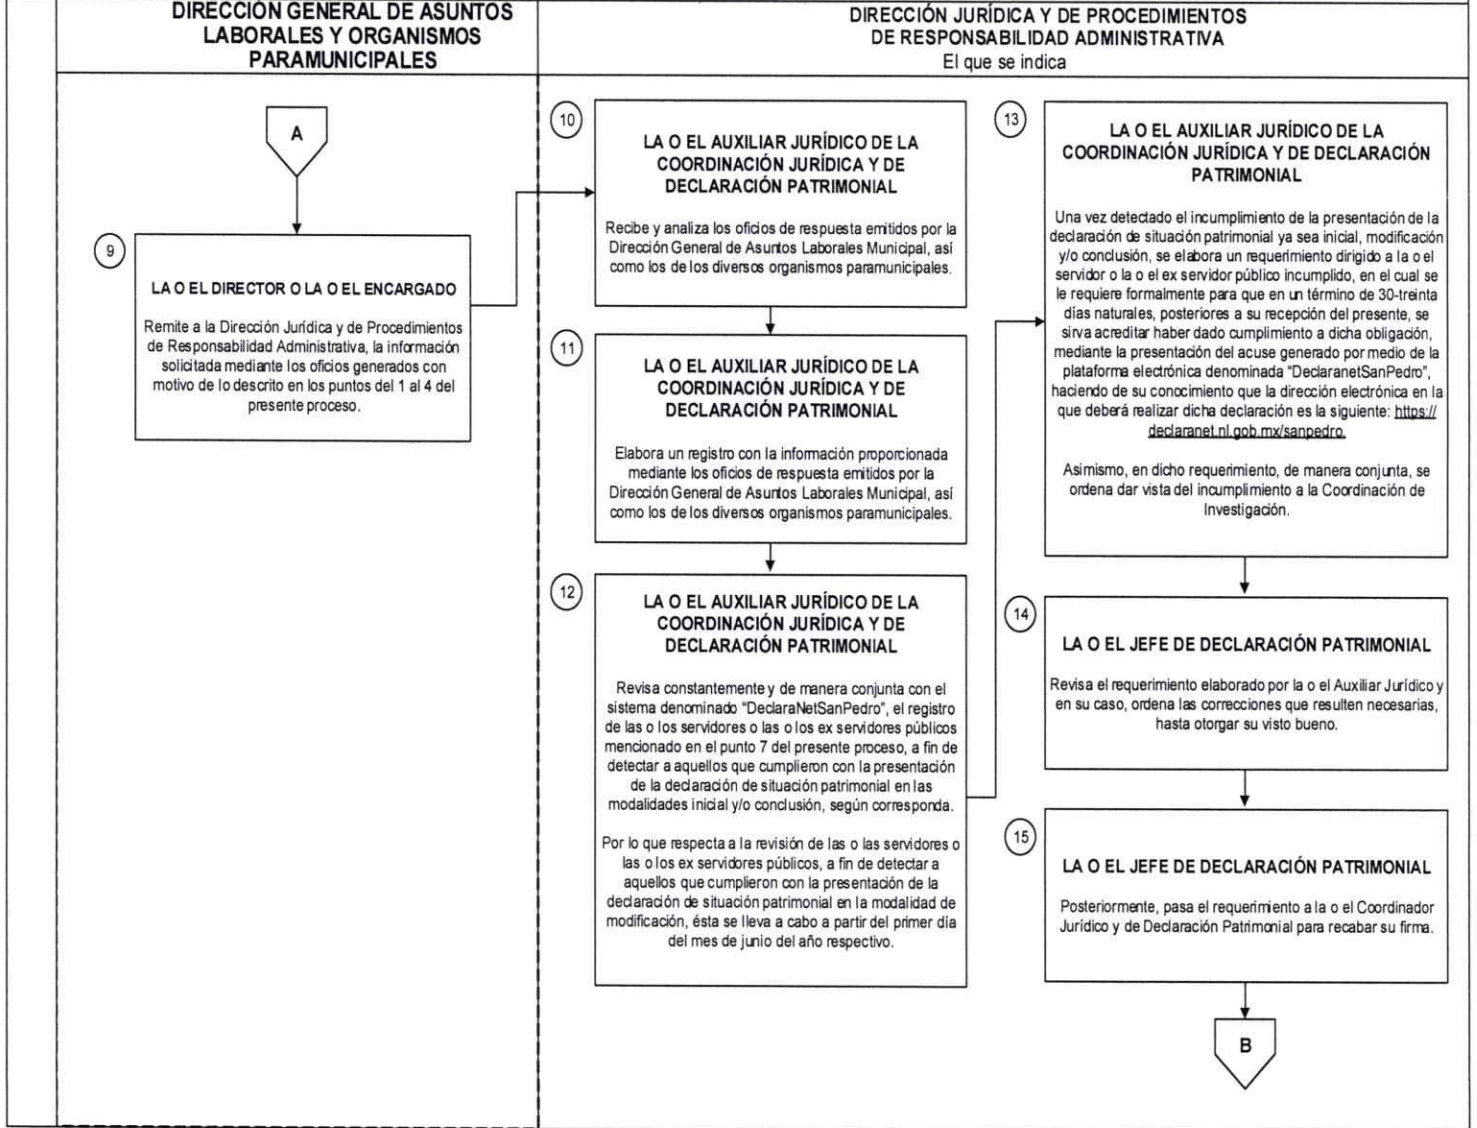 DIRECCIÓN GENERAL DE ASUNTOS
LABORALES Y ORGANISMOS
PARAMUNICIPALES
DIRECCIÓN JURÍDICA Y DE PROCEDIMIENTOS
DE RESPONSABILIDAD ADMINISTRATIVA
El que se indica
A
9
LA O EL DIRECTOR O LA O EL ENCARGADO
Remite a la Dirección Jurídica y de Procedimientos
de Responsabilidad Administrativa, la información
solicitada mediante los oficios generados con
motivo de lo descrito en los puntos del 1 al 4 del
presente proceso.
10
LA O EL AUXILIAR JURÍDICO DE LA
COORDINACIÓN JURÍDICA Y DE
DECLARACIÓN PATRIMONIAL
Recibe y analiza los oficios de respuesta emitidos por la
Dirección General de Asuntos Laborales Municipal, así
como los de los diversos organismos paramunicipales.
11
LA O EL AUXILIAR JURÍDICO DE LA
COORDINACIÓN JURÍDICA Y DE
DECLARACIÓN PATRIMONIAL
Elabora un registro con la información proporcionada
mediante los oficios de respuesta emitidos por la
Dirección General de Asuntos Laborales Municipal, así
como los de los diversos organismos paramunicipales.
12
LA O EL AUXILIAR JURÍDICO DE LA
COORDINACIÓN JURÍDICA Y DE
DECLARACIÓN PATRIMONIAL
Revisa constantemente y de manera conjunta con el
sistema denominado "DeclaraNetSanPedro", el registro
de las o los servidores o las o los ex servidores públicos
mencionado en el punto 7 del presente proceso, a fin de
detectar a aquellos que cumplieron con la presentación
de la declaración de situación patrimonial en las
modalidades inicial y/o conclusión, según corresponda.
Por lo que respecta a la revisión de las o las servidores o
las o los ex servidores públicos, a fin de detectar a
aquellos que cumplieron con la presentación de la
declaración de situación patrimonial en la modalidad de
modificación, ésta se lleva a cabo a partir del primer día
del mes de junio del año respectivo.
13
LA O EL AUXILIAR JURÍDICO DE LA
COORDINACIÓN JURÍDICA Y DE DECLARACIÓN
PATRIMONIAL
Una vez detectado el incumplimiento de la presentación de la
declaración de situación patrimonial ya sea inicial, modificación
y/o conclusión, se elabora un requerimiento dirigido a la o el
servidor o la o el ex servidor público incumplido, en el cual se
le requiere formalmente para que en un término de 30-treinta
días naturales, posteriores a su recepción del presente, se
sirva acreditar haber dado cumplimiento a dicha obligación,
mediante la presentación del acuse generado por medio de la
plataforma electrónica denominada "DeclaranetSanPedro",
haciendo de su conocimiento que la dirección electrónica en la
que deberá realizar dicha declaración es la siguiente: https://
declaranet.nl.gob.mx/sanpedro.
Asimismo, en dicho requerimiento, de manera conjunta, se
ordena dar vista del incumplimiento a la Coordinación de
Investigación.
14
LA O EL JEFE DE DECLARACIÓN PATRIMONIAL
Revisa el requerimiento elaborado por la o el Auxiliar Jurídico y
en su caso, ordena las correcciones que resulten necesarias,
hasta otorgar su visto bueno.
15
LA O EL JEFE DE DECLARACIÓN PATRIMONIAL
Posteriormente, pasa el requerimiento a la o el Coordinador
Jurídico y de Declaración Patrimonial para recabar su firma.
B